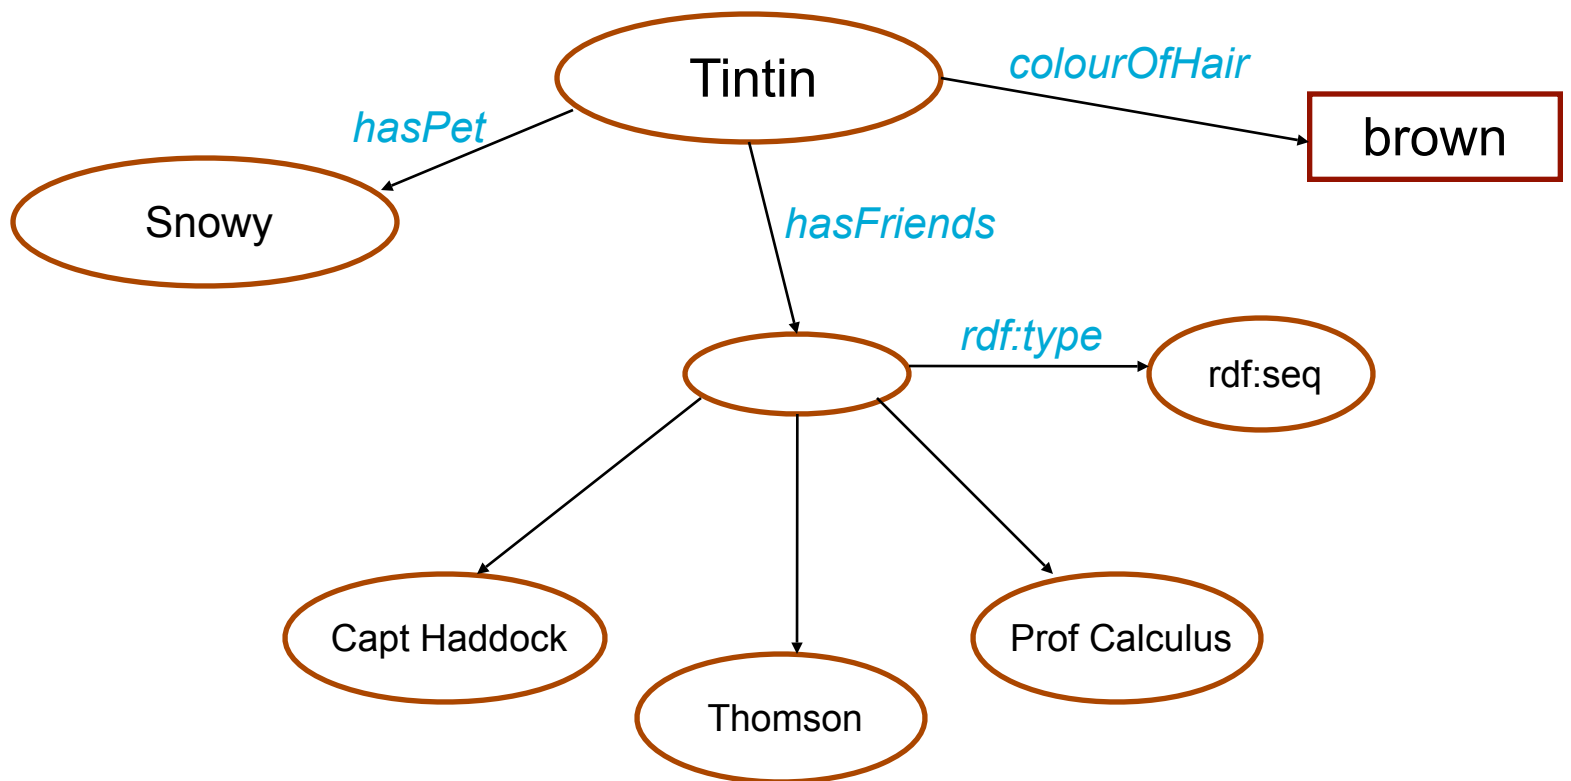 Tintin
colourOfHair
brown
hasPet
Snowy
hasFriends
rdf:type
rdf:seq
Capt Haddock
Prof Calculus
Thomson